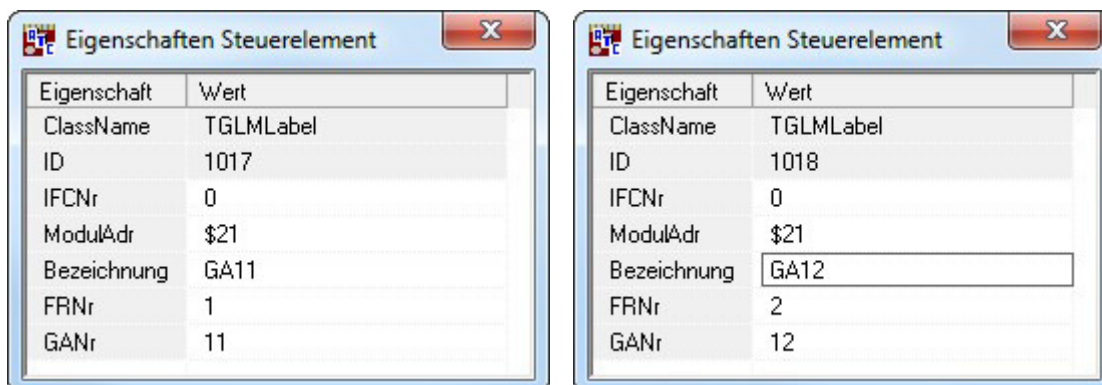 Eigenschaften Steuerelement
Eigenschaft Wert
ClassName TGLMLabel
ID 1017
IFCNr 0
ModulAdr $21
Bezeichnung GA11
FRNr 1
GANr 11
Eigenschaften Steuerelement
Eigenschaft Wert
ClassName TGLMLabel
ID 1018
IFCNr 0
ModulAdr $21
Bezeichnung GA12
FRNr 2
GANr 12